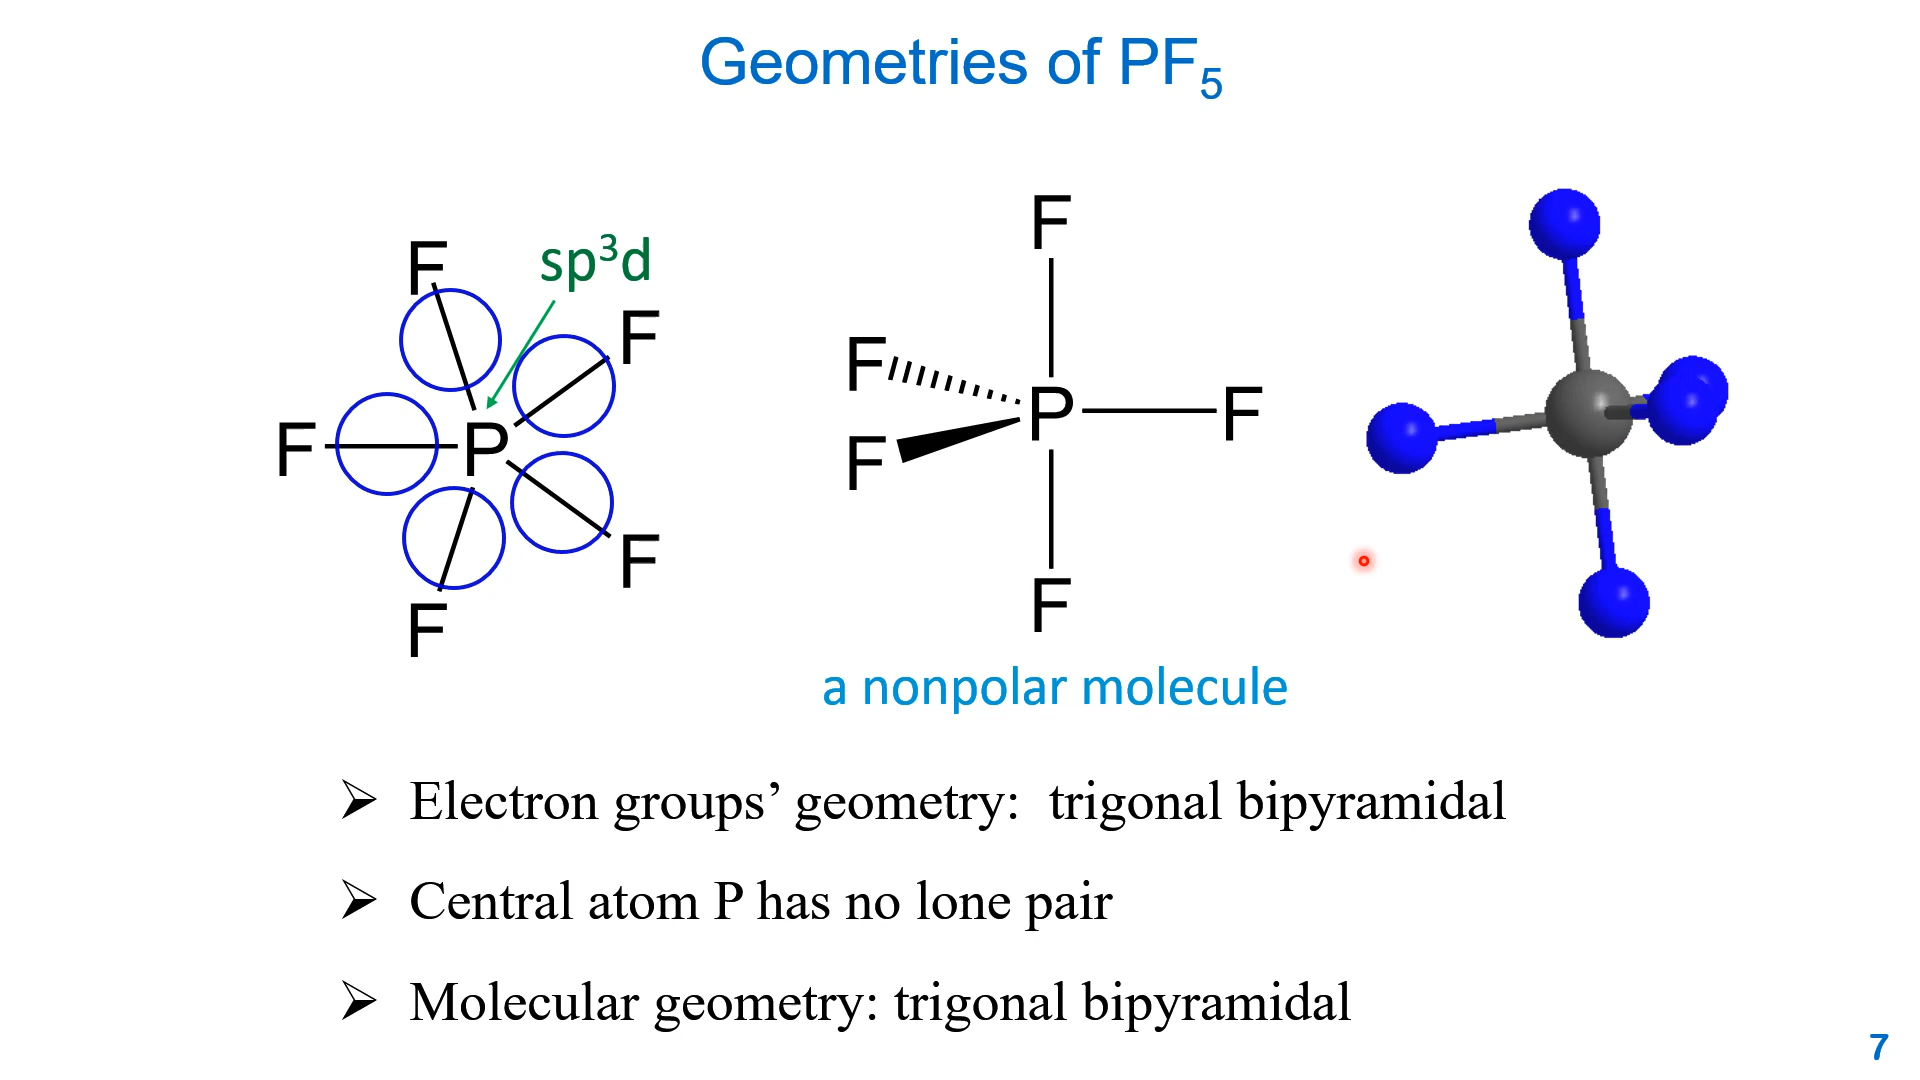 Geometries of PF₅
F
sp³d
F
F
P
F
F
F
F
P
F
F
F
a nonpolar molecule
➢ Electron groups’ geometry: trigonal bipyramidal
➢ Central atom P has no lone pair
➢ Molecular geometry: trigonal bipyramidal
7